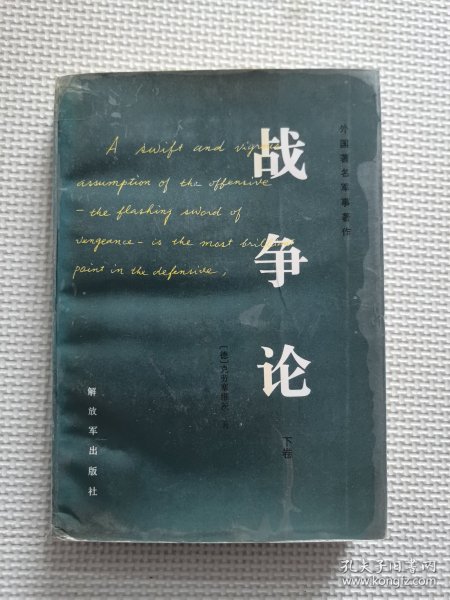 外国著名军事著作
战争论
A swift and vigorous
assumption of the offensive
– the flashing sword of
vengeance – is the most brilliant
point in the defensive,
〔德〕克劳塞维茨 著
下卷
解放军出版社
孔夫子旧书网
www.kongfz.com